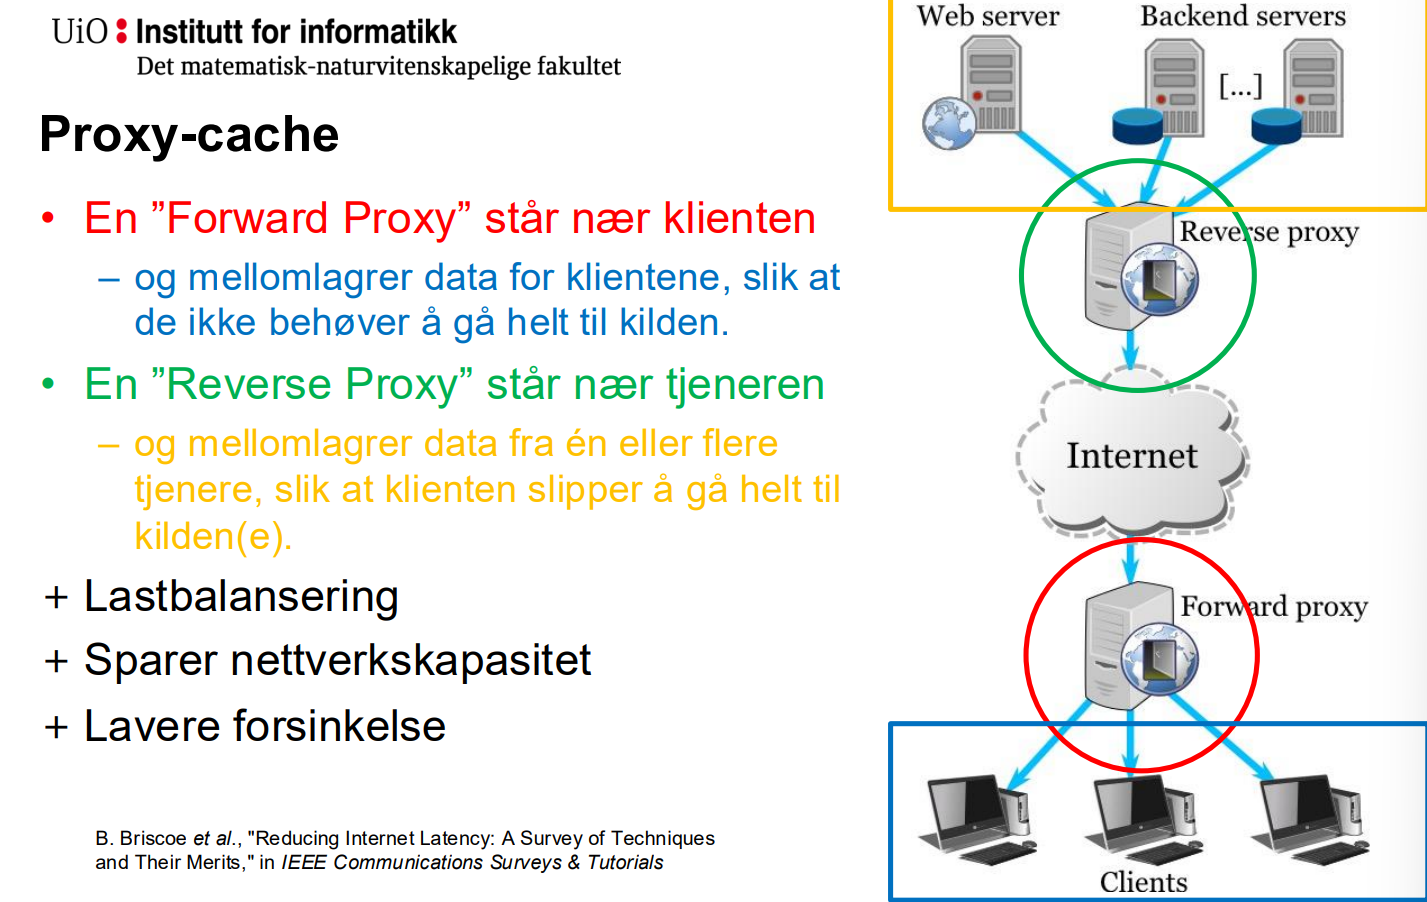 UiO : Institutt for informatikk
Det matematisk-naturvitenskapelige fakultet
Proxy-cache
• En ”Forward Proxy” står nær klienten
– og mellomlagrer data for klientene, slik at
de ikke behøver å gå helt til kilden.
• En ”Reverse Proxy” står nær tjeneren
– og mellomlagrer data fra én eller flere
tjenere, slik at klienten slipper å gå helt til
kilden(e).
+ Lastbalansering
+ Sparer nettverkskapasitet
+ Lavere forsinkelse
B. Briscoe et al., "Reducing Internet Latency: A Survey of Techniques
and Their Merits," in IEEE Communications Surveys & Tutorials
Web server
Backend servers
[...]
Reverse proxy
Internet
Forward proxy
Clients